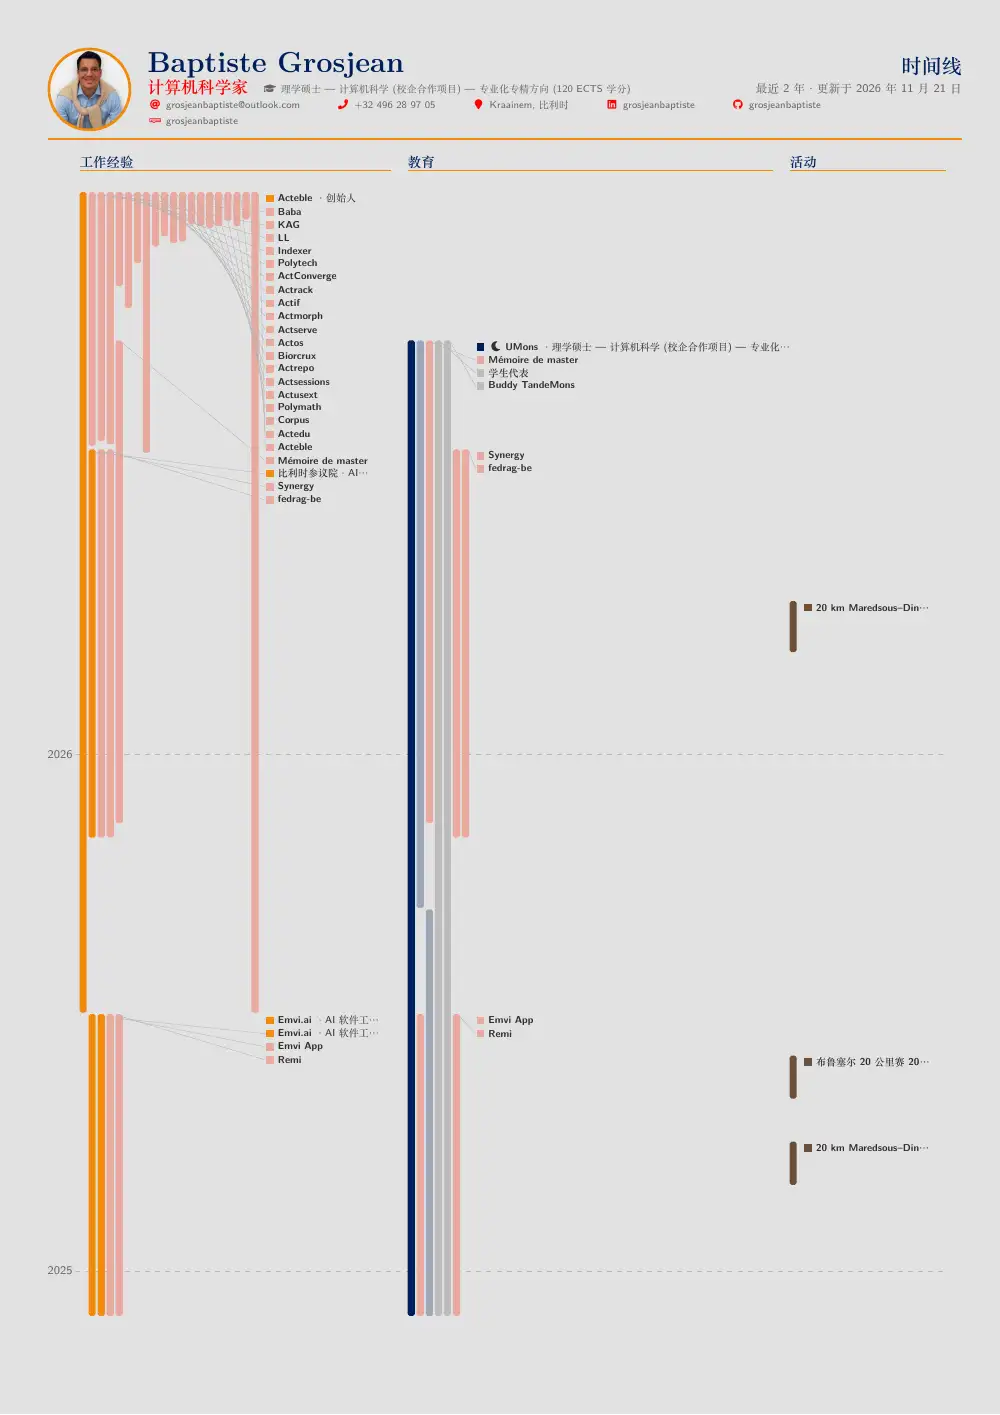 Baptiste Grosjean
时间线
计算机科学家 理学硕士 — 计算机科学 (校企合作项目) — 专业化专精方向 (120 ECTS 学分)
最近 2 年 · 更新于 2026 年 11 月 21 日
grosjeanbaptiste@outlook.com +32 496 28 97 05 Kraainem, 比利时 grosjeanbaptiste grosjeanbaptiste
grosjeanbaptiste
工作经验
Acteble · 创始人
Baba
KAG
LL
Indexer
Polytech
ActConverge
Actrack
Actif
Actmorph
Actserve
Actos
Biorcrux
Actrepo
Actsessions
Actusext
Polymath
Corpus
Actedu
Acteble
Mémoire de master
比利时参议院 · AI…
Synergy
fedrag-be
2026
Emvi.ai · AI 软件工…
Emvi.ai · AI 软件工…
Emvi App
Remi
2025
教育
UMons · 理学硕士 — 计算机科学 (校企合作项目) — 专业化…
Mémoire de master
学生代表
Buddy TandeMons
Synergy
fedrag-be
Emvi App
Remi
活动
20 km Maredsous–Din…
布鲁塞尔 20 公里赛 20…
20 km Maredsous–Din…